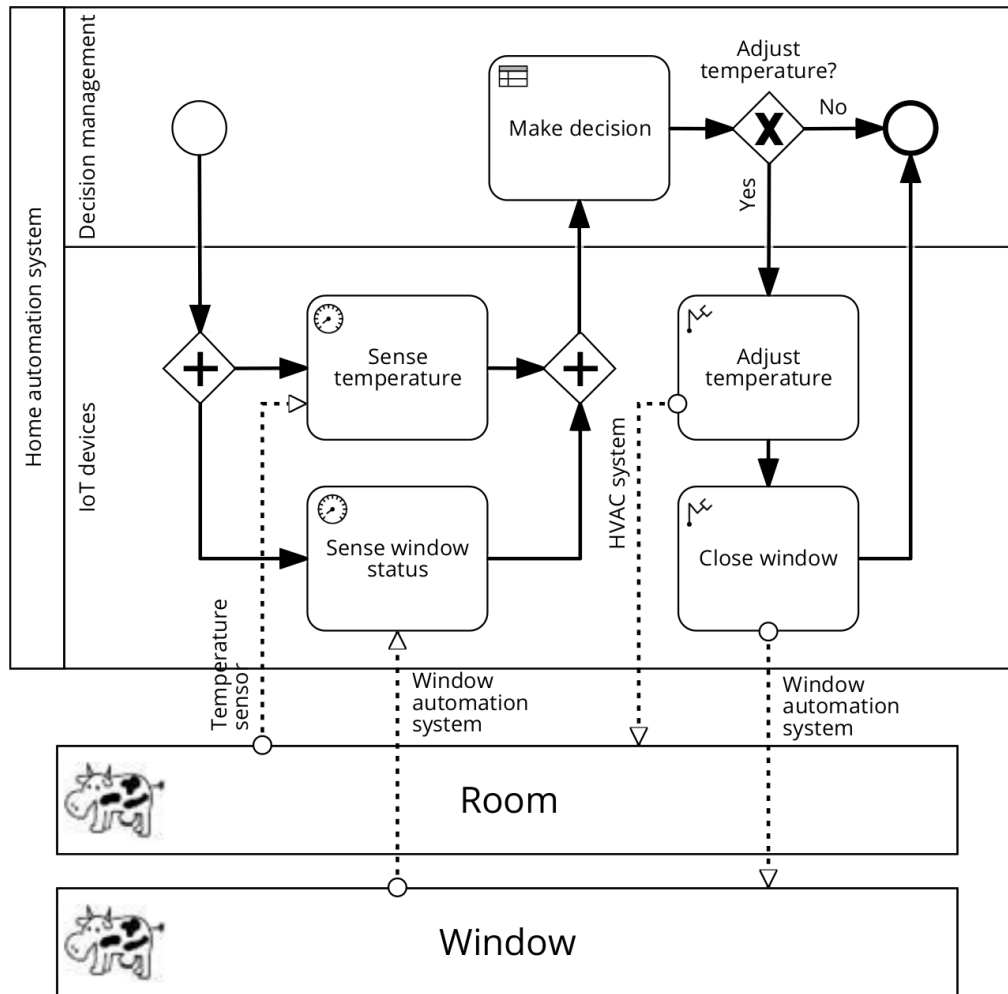 Home automation system
Decision management
Make decision
Adjust
temperature?
No
Yes
IoT devices
Sense
temperature
Sense window
status
Adjust
temperature
Close window
HVAC system
Temperature
sensor
Window
automation
system
Window
automation
system
Room
Window